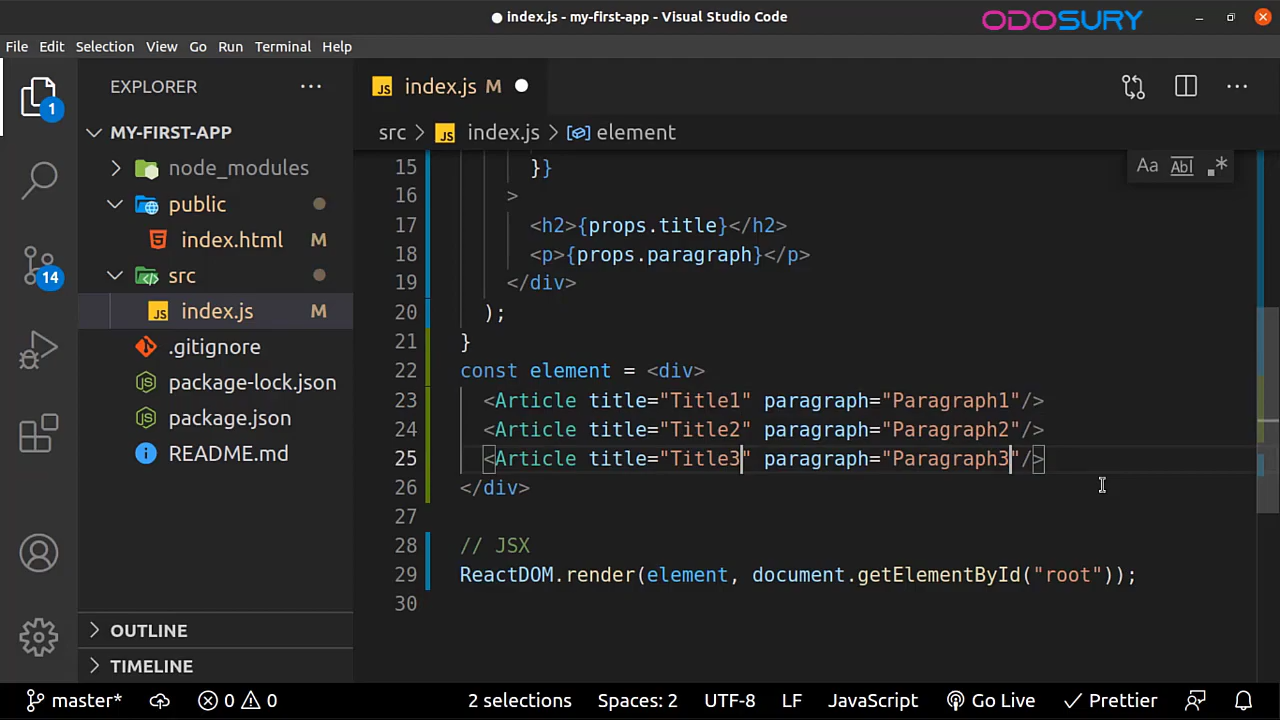 index.js - my-first-app - Visual Studio Code
ODOSURY
File Edit Selection View Go Run Terminal Help
EXPLORER
MY-FIRST-APP
node_modules
public
index.html M
src
index.js M
.gitignore
package-lock.json
package.json
README.md
OUTLINE
TIMELINE
1
14
JS index.js M
src > JS index.js > element
Aa Abl .*
15 }}
16 >
17 <h2>{props.title}</h2>
18 <p>{props.paragraph}</p>
19 </div>
20 );
21 }
22 const element = <div>
23 <Article title="Title1" paragraph="Paragraph1"/>
24 <Article title="Title2" paragraph="Paragraph2"/>
25 <Article title="Title3" paragraph="Paragraph3"/>
26 </div>
27
28 // JSX
29 ReactDOM.render(element, document.getElementById("root"));
30
master* 0 0 2 selections Spaces: 2 UTF-8 LF JavaScript Go Live Prettier